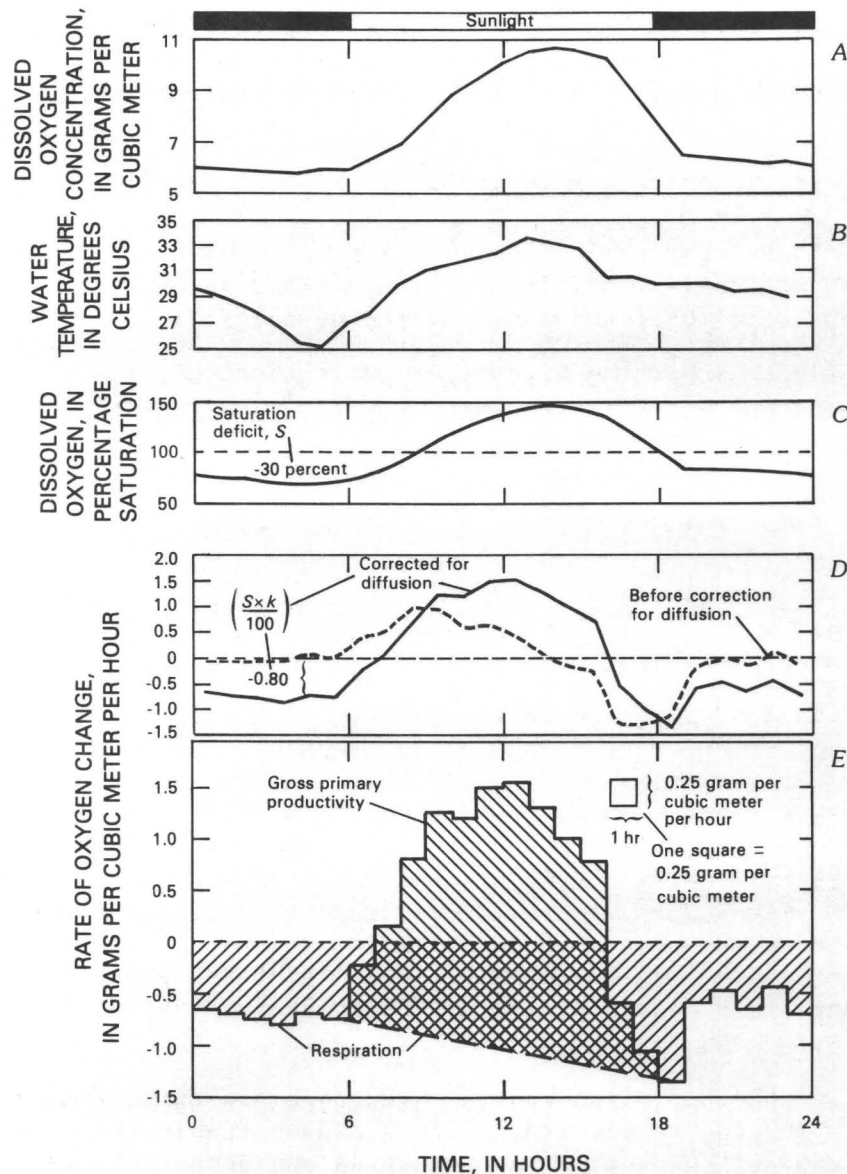 Sunlight
A
DISSOLVED
OXYGEN
CONCENTRATION,
IN GRAMS PER
CUBIC METER
11
9
7
5
B
WATER
TEMPERATURE,
IN DEGREES
CELSIUS
35
33
31
29
27
25
C
DISSOLVED
OXYGEN, IN
PERCENTAGE
SATURATION
150
100
50
Saturation
deficit, S
-30 percent
D
2.0
1.5
1.0
0.5
0
-0.5
-1.0
-1.5
(S×k/100)
Corrected for
diffusion
Before correction
for diffusion
-0.80
RATE OF OXYGEN CHANGE,
IN GRAMS PER CUBIC METER PER HOUR
E
1.5
1.0
0.5
0
-0.5
-1.0
-1.5
Gross primary
productivity
0.25 gram per
cubic meter
per hour
1 hr
One square =
0.25 gram per
cubic meter
Respiration
0 6 12 18 24
TIME, IN HOURS